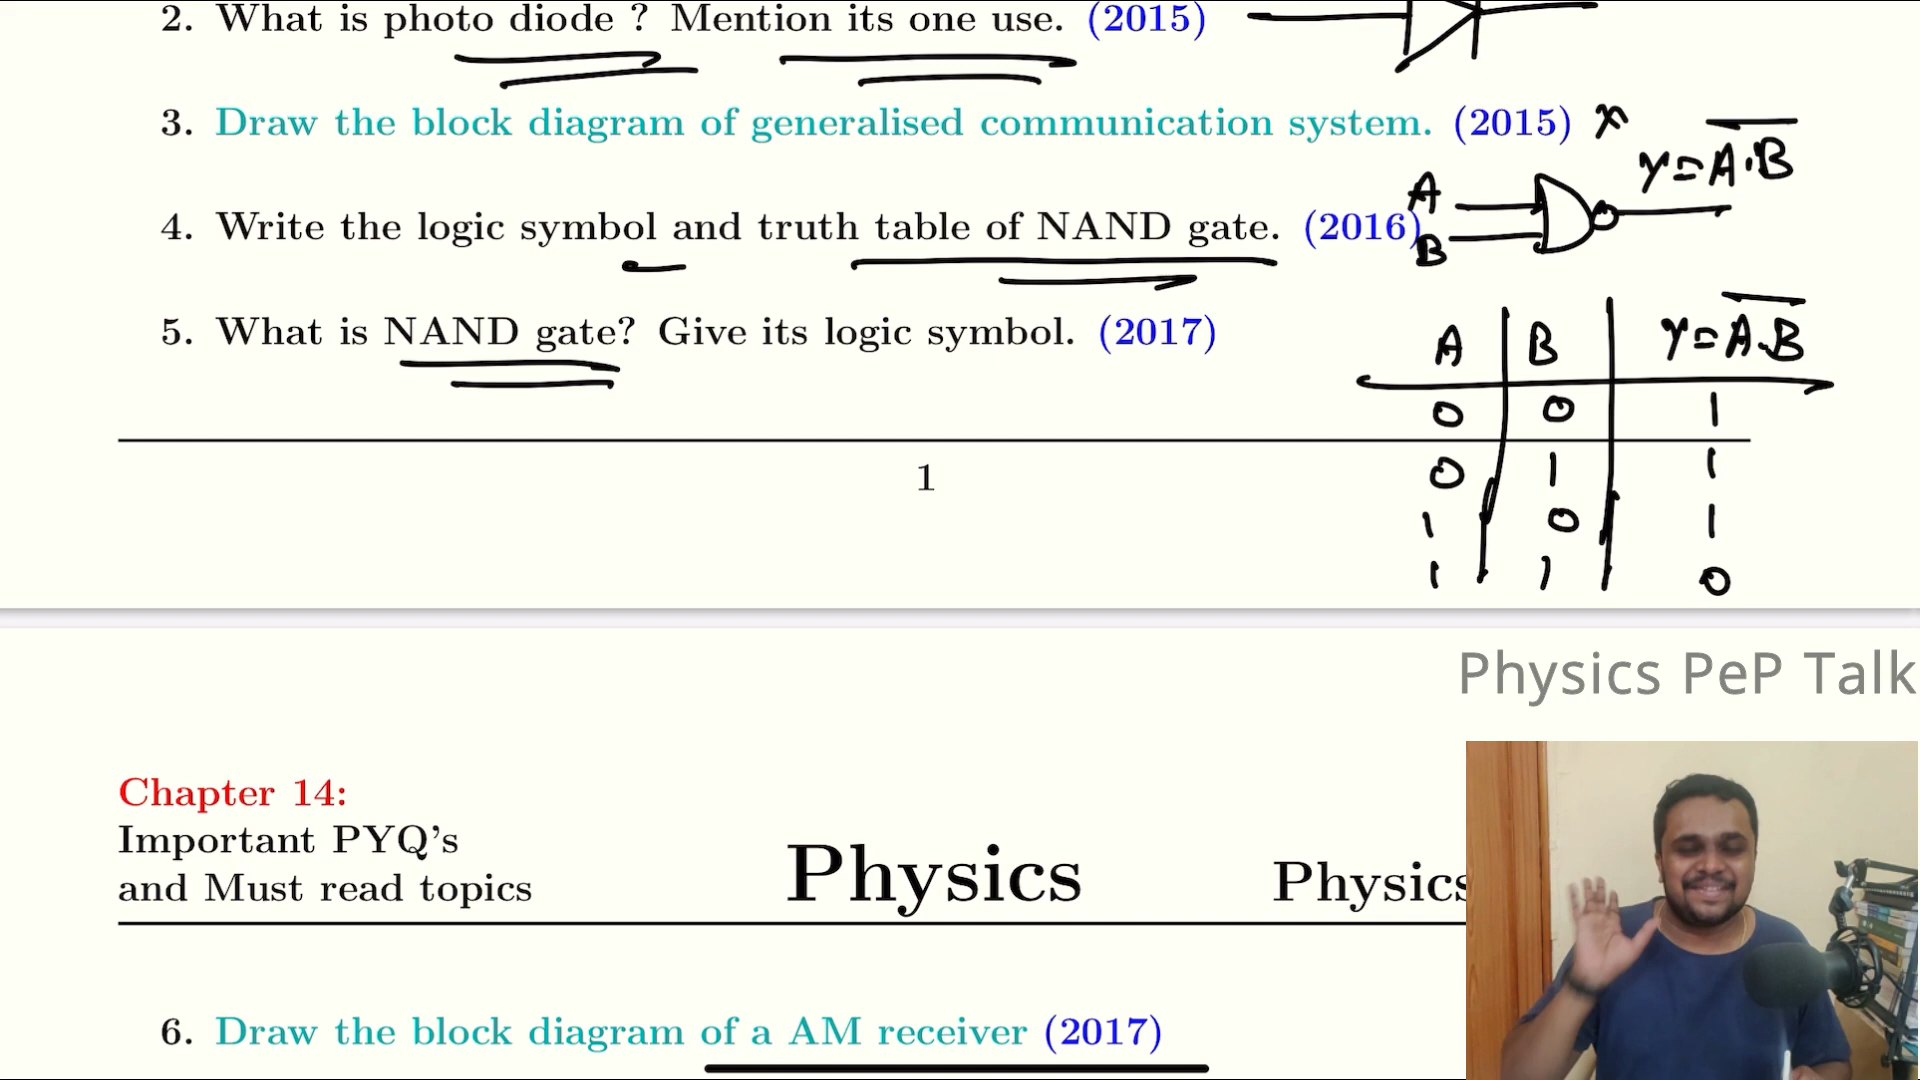 2. What is photo diode ? Mention its one use. (2015)
3. Draw the block diagram of generalised communication system. (2015) x
Y=A·B
A
4. Write the logic symbol and truth table of NAND gate. (2016)
B
5. What is NAND gate? Give its logic symbol. (2017)
A B Y=A.B
0 0 1
0 1 1
1 0 1
1 1 0
1
Physics PeP Talk
Chapter 14:
Important PYQ's
and Must read topics
Physics
Physics
6. Draw the block diagram of a AM receiver (2017)